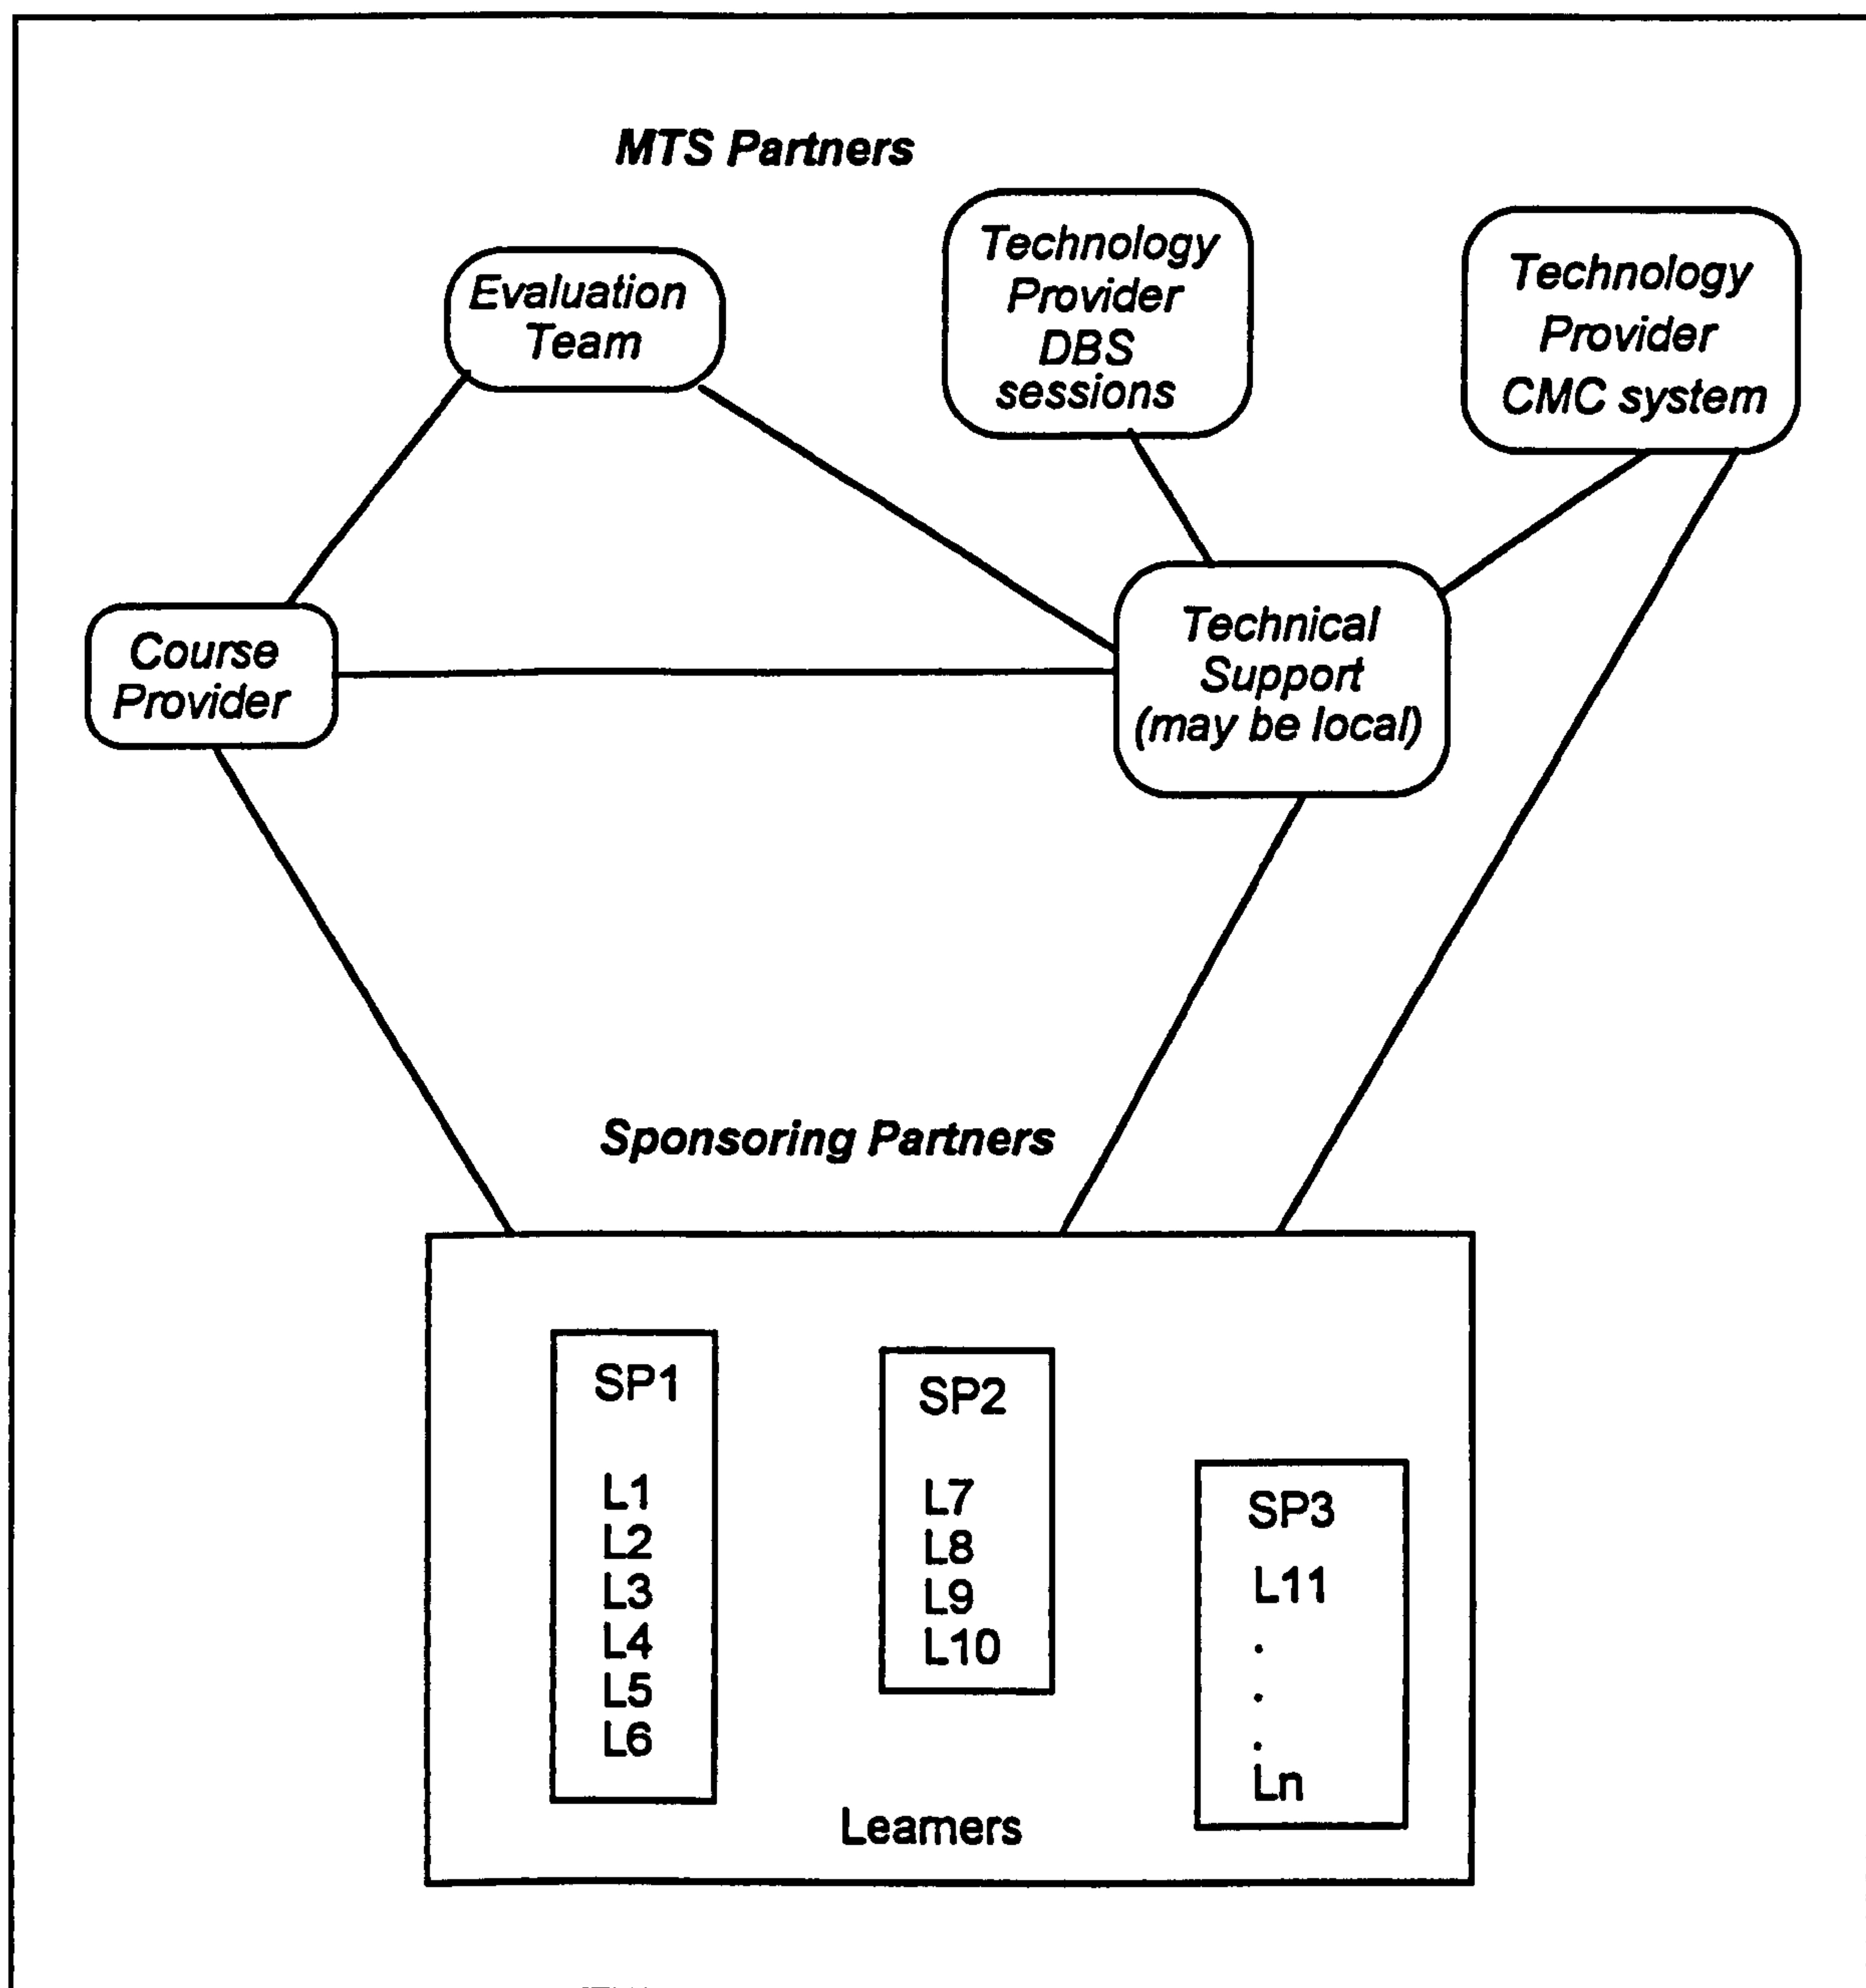 MTS Partners
Evaluation
Team
Technology
Provider
DBS
sessions
Technology
Provider
CMC system
Course
Provider
Technical
Support
(may be local)
Sponsoring Partners
SP1
L1
L2
L3
L4
L5
L6
SP2
L7
L8
L9
L10
SP3
L11
.
.
.
Ln
Learners